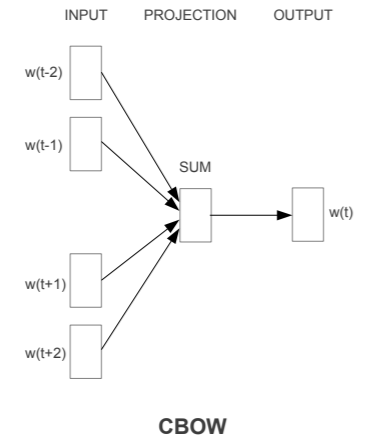 INPUT PROJECTION OUTPUT
w(t-2)
w(t-1)
SUM
w(t)
w(t+1)
w(t+2)
CBOW